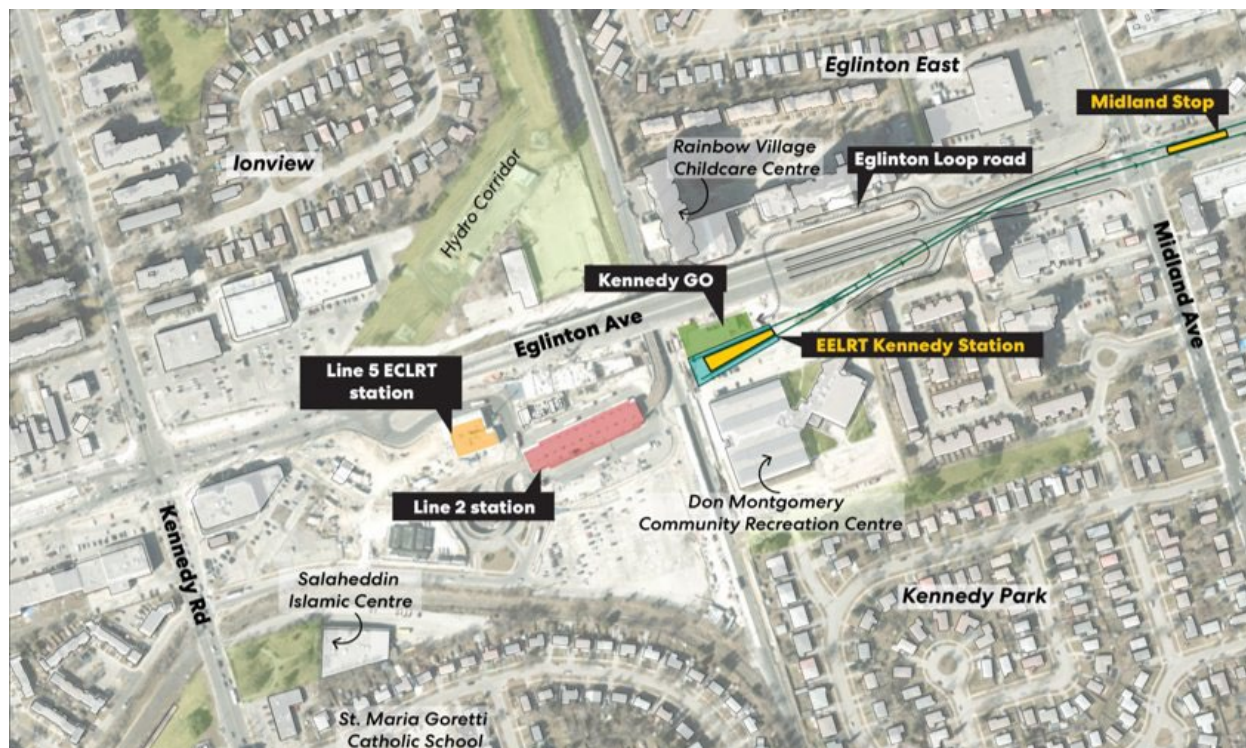 Eglinton East
Midland Stop
Rainbow Village
Childcare Centre
Eglinton Loop road
Ionview
Hydro Corridor
Midland Ave
Kennedy GO
Eglinton Ave
EELRT Kennedy Station
Line 5 ECLRT
station
Line 2 station
Don Montgomery
Community Recreation Centre
Kennedy Rd
Salaheddin
Islamic Centre
Kennedy Park
St. Maria Goretti
Catholic School